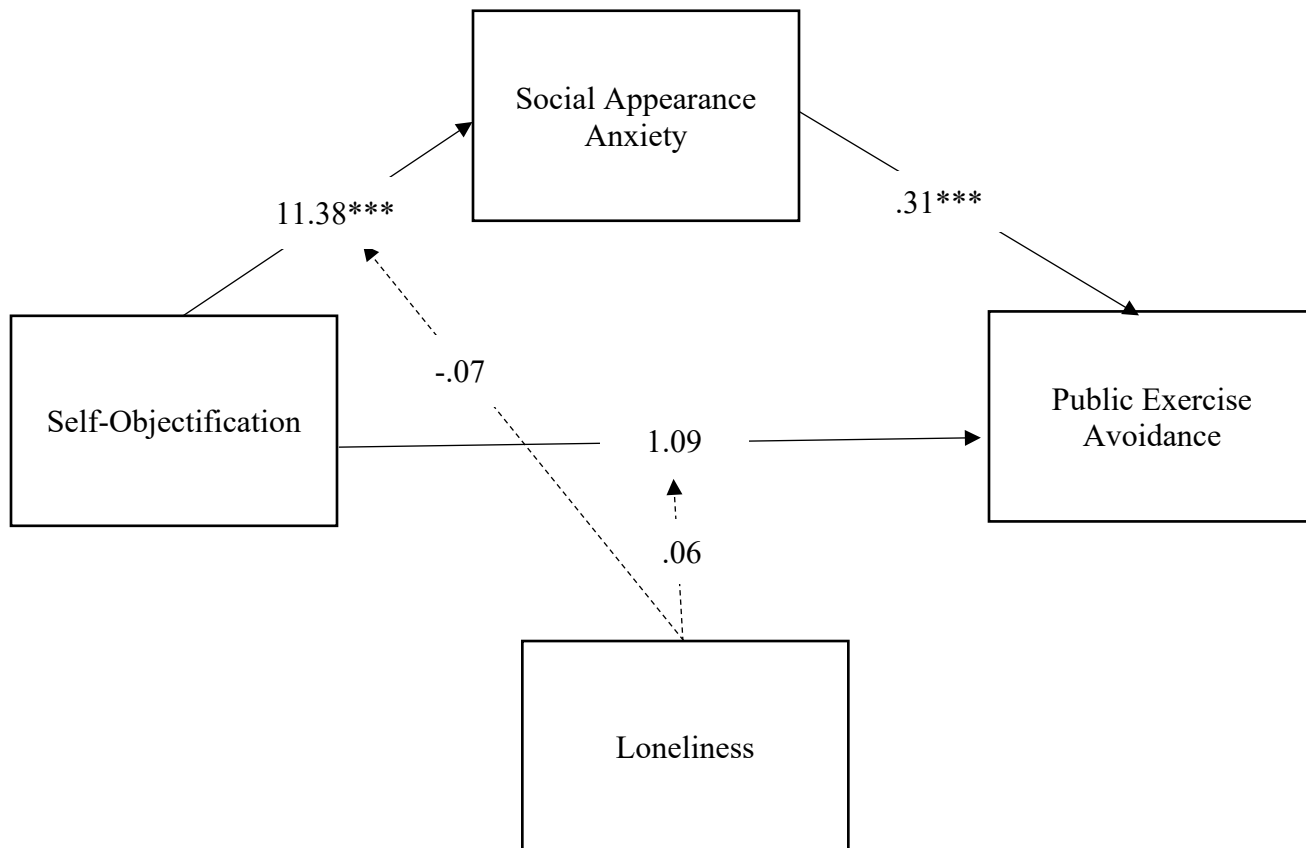 Social Appearance
Anxiety
11.38***
.31***
-.07
Self-Objectification
1.09
Public Exercise
Avoidance
.06
Loneliness